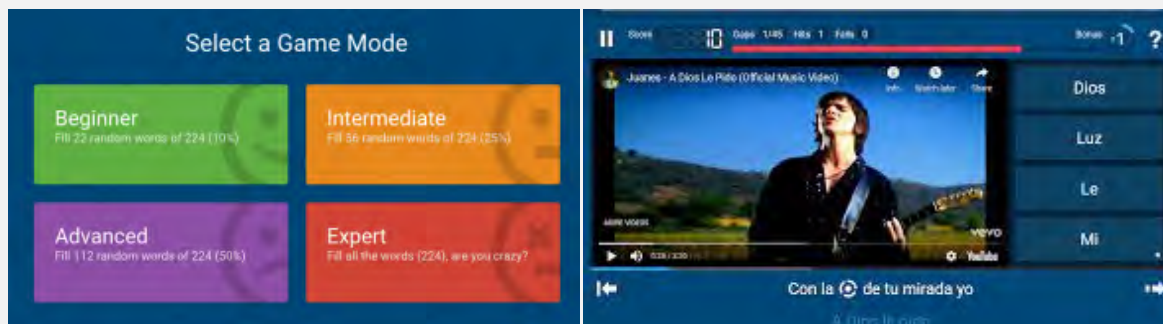 Select a Game Mode
Beginner
Fill 22 random words of 224 (10%)
Intermediate
Fill 56 random words of 224 (25%)
Advanced
Fill 112 random words of 224 (50%)
Expert
Fill all the words (224), are you crazy?
Score 10 Gaps 1/45 Hits 1 Fails 0 Bonus ?
Juanes - A Dios Le Pido (Official Music Video)
Info Watch later Share
MORE VIDEOS
vevo
YouTube
Dios
Luz
Le
Mi
Con la de tu mirada yo
A Dios le pido